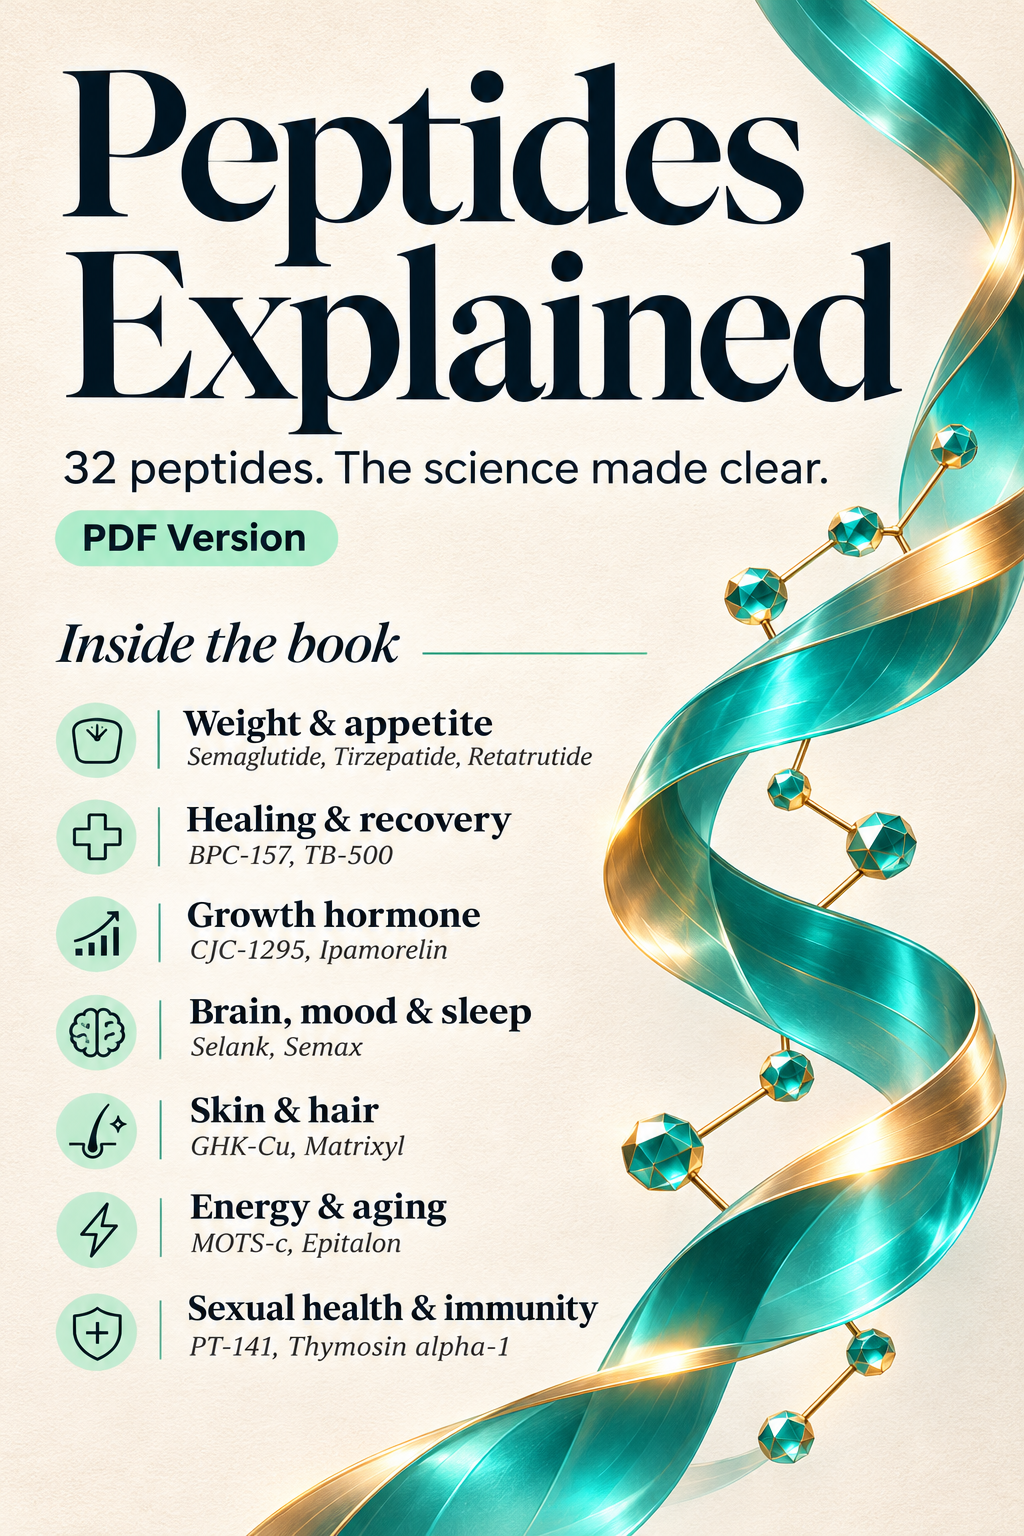 Peptides
Explained
32 peptides. The science made clear.
PDF Version
Inside the book
Weight & appetite
Semaglutide, Tirzepatide, Retatrutide
Healing & recovery
BPC-157, TB-500
Growth hormone
CJC-1295, Ipamorelin
Brain, mood & sleep
Selank, Semax
Skin & hair
GHK-Cu, Matrixyl
Energy & aging
MOTS-c, Epitalon
Sexual health & immunity
PT-141, Thymosin alpha-1